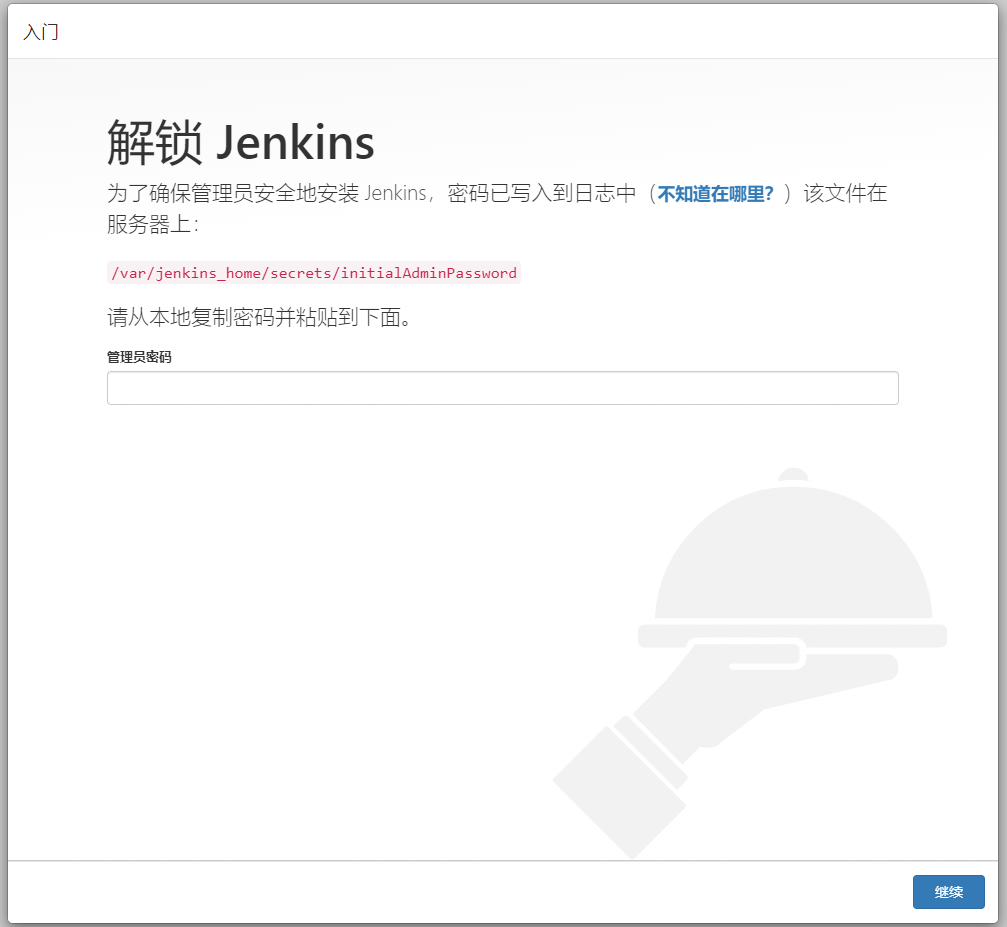 入门
解锁 Jenkins
为了确保管理员安全地安装 Jenkins，密码已写入到日志中（不知道在哪里？）该文件在
服务器上：
/var/jenkins_home/secrets/initialAdminPassword
请从本地复制密码并粘贴到下面。
管理员密码
继续